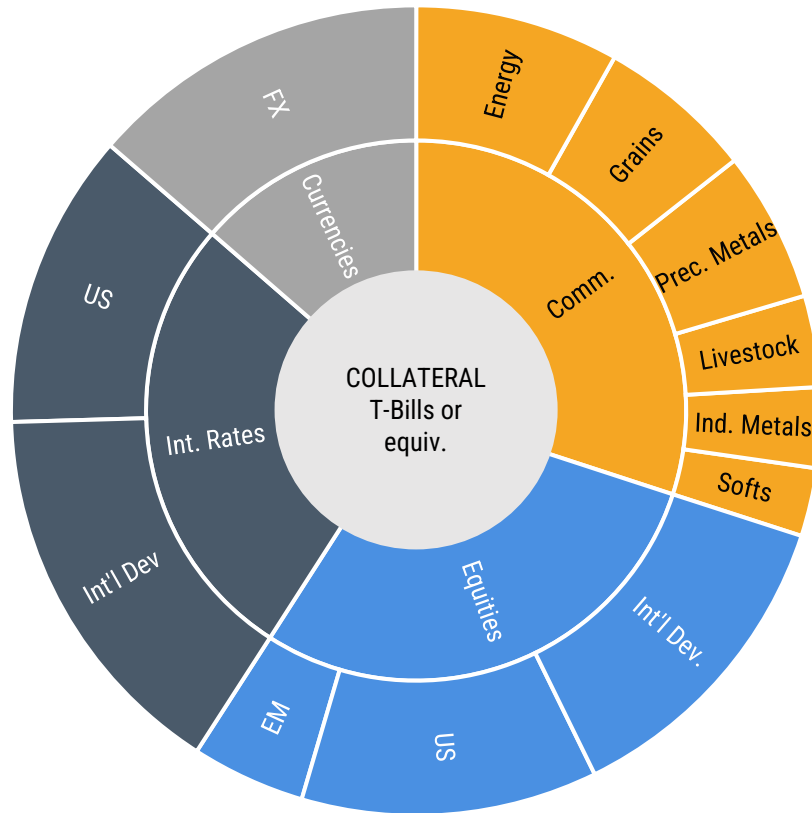 COLLATERAL
T-Bills or
equiv.
Comm.
Energy
Grains
Prec. Metals
Livestock
Ind. Metals
Softs
Equities
Int'l Dev.
US
EM
Int. Rates
Int'l Dev
US
Currencies
FX